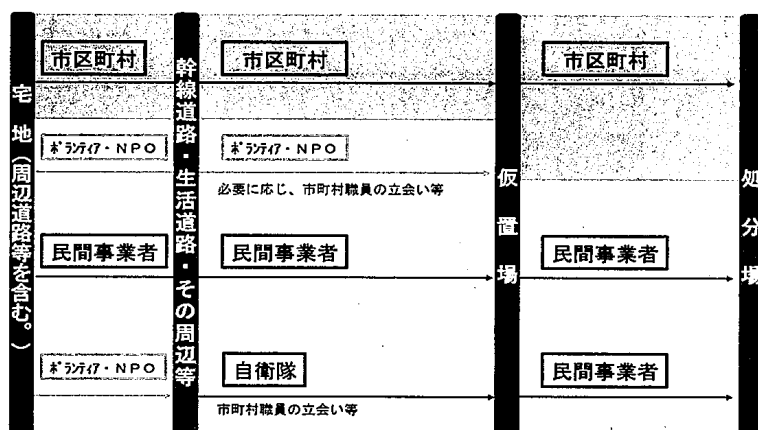 宅地(周辺道路等を含む。)
市区町村
ボランティア・NPO
民間事業者
ボランティア・NPO
幹線道路・生活道路・その周辺等
市区町村
ボランティア・NPO
必要に応じ、市町村職員の立会い等
民間事業者
自衛隊
市町村職員の立会い等
仮置場
市区町村
民間事業者
民間事業者
処分場